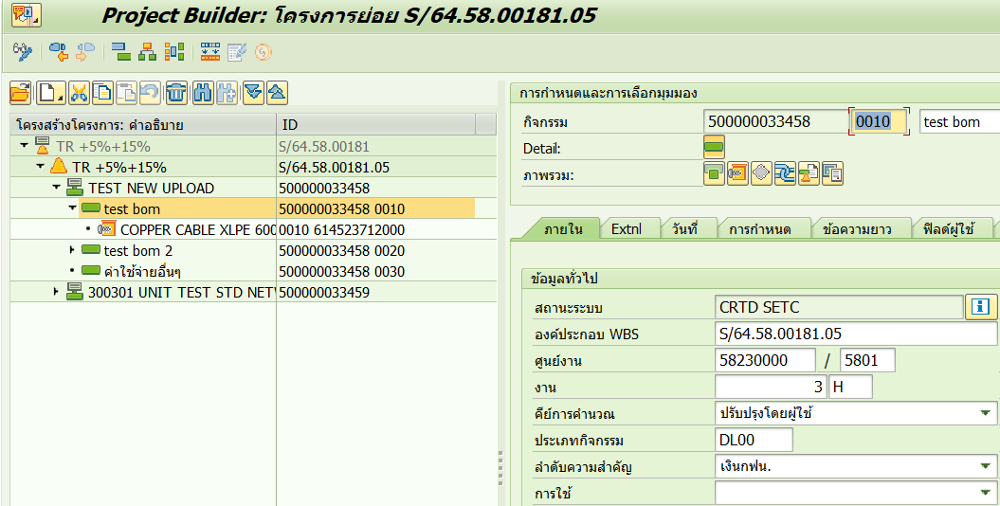 Project Builder: โครงการย่อย S/64.58.00181.05
โครงสร้างโครงการ: คำอธิบาย ID
TR +5%+15% S/64.58.00181
TR +5%+15% S/64.58.00181.05
TEST NEW UPLOAD 500000033458
test bom 500000033458 0010
COPPER CABLE XLPE 600 0010 614523712000
test bom 2 500000033458 0020
ค่าใช้จ่ายอื่นๆ 500000033458 0030
300301 UNIT TEST STD NET 500000033459
การกำหนดและการเลือกมุมมอง
กิจกรรม 500000033458 0010 test bom
Detail:
ภาพรวม:
ภายใน Extnl วันที่ การกำหนด ข้อความยาว ฟิลด์ผู้ใช้
ข้อมูลทั่วไป
สถานะระบบ CRTD SETC
องค์ประกอบ WBS S/64.58.00181.05
ศูนย์งาน 58230000 / 5801
งาน 3 H
คีย์การคำนวณ ปรับปรุงโดยผู้ใช้
ประเภทกิจกรรม DL00
ลำดับความสำคัญ เงินกฟน.
การใช้